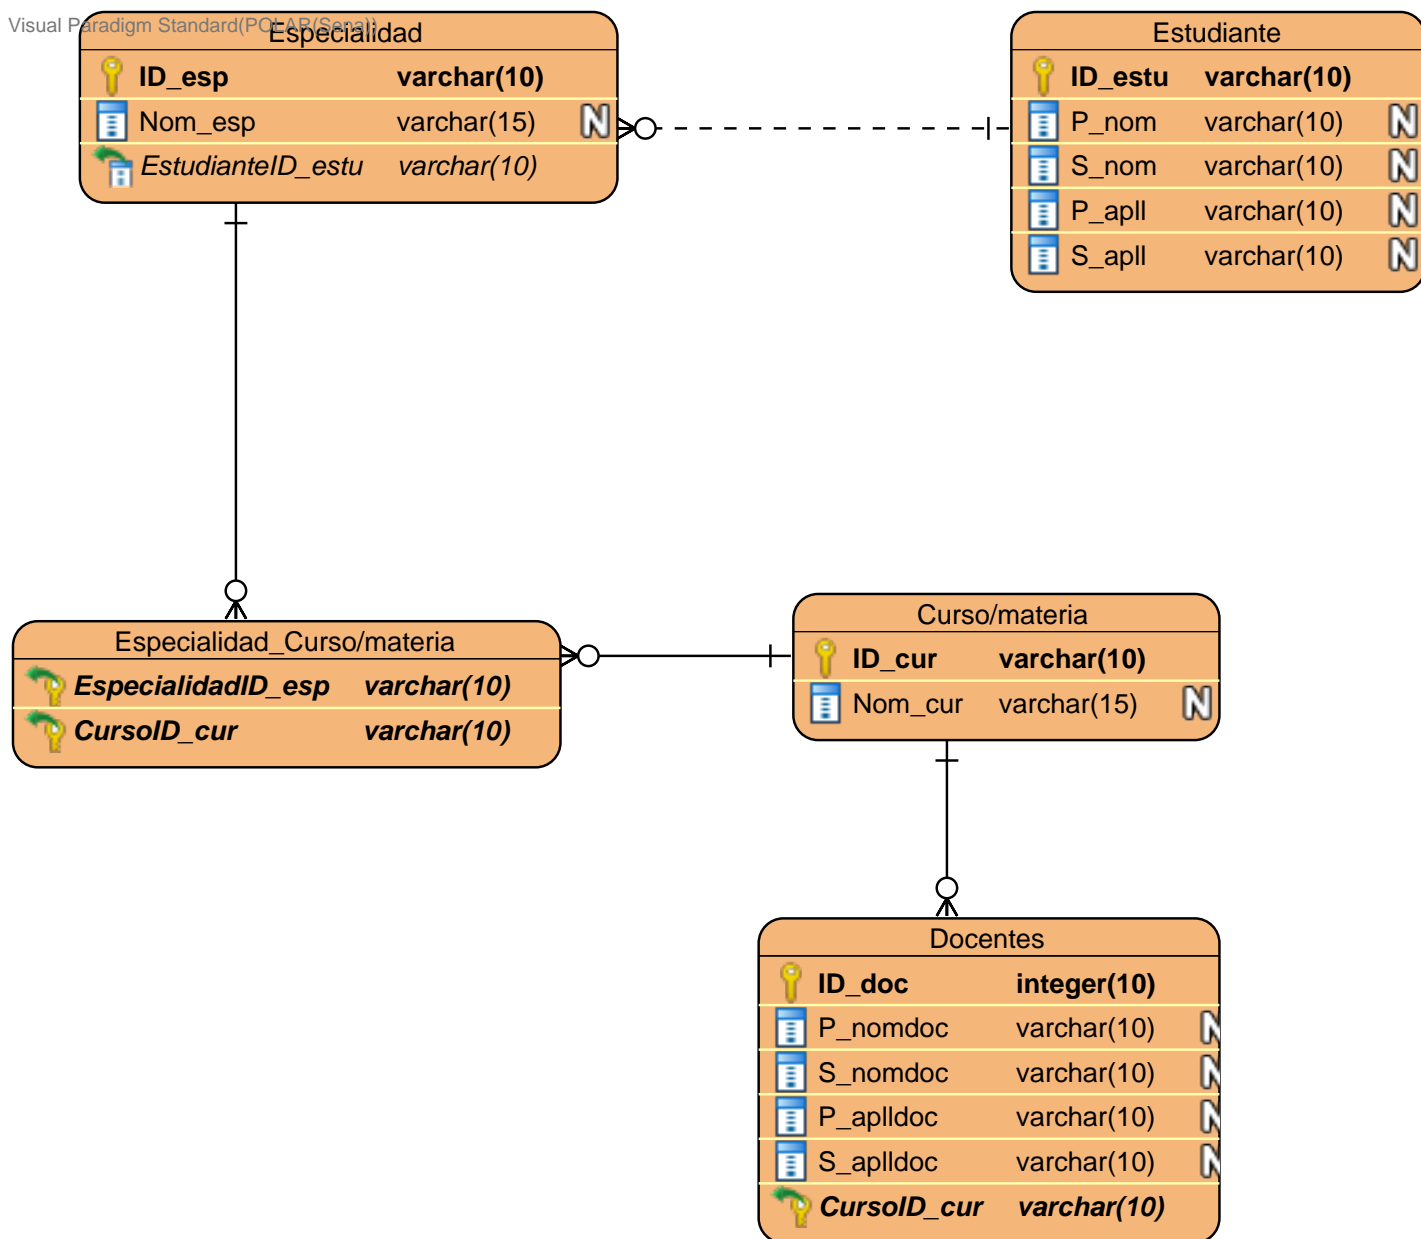 Visual Paradigm Standard(POLAR(Sena))
Especialidad
ID_esp varchar(10)
Nom_esp varchar(15) N
EstudianteID_estu varchar(10)
Estudiante
ID_estu varchar(10)
P_nom varchar(10) N
S_nom varchar(10) N
P_apll varchar(10) N
S_apll varchar(10) N
Especialidad_Curso/materia
EspecialidadID_esp varchar(10)
CursoID_cur varchar(10)
Curso/materia
ID_cur varchar(10)
Nom_cur varchar(15) N
Docentes
ID_doc integer(10)
P_nomdoc varchar(10) N
S_nomdoc varchar(10) N
P_aplldoc varchar(10) N
S_aplldoc varchar(10) N
CursoID_cur varchar(10)